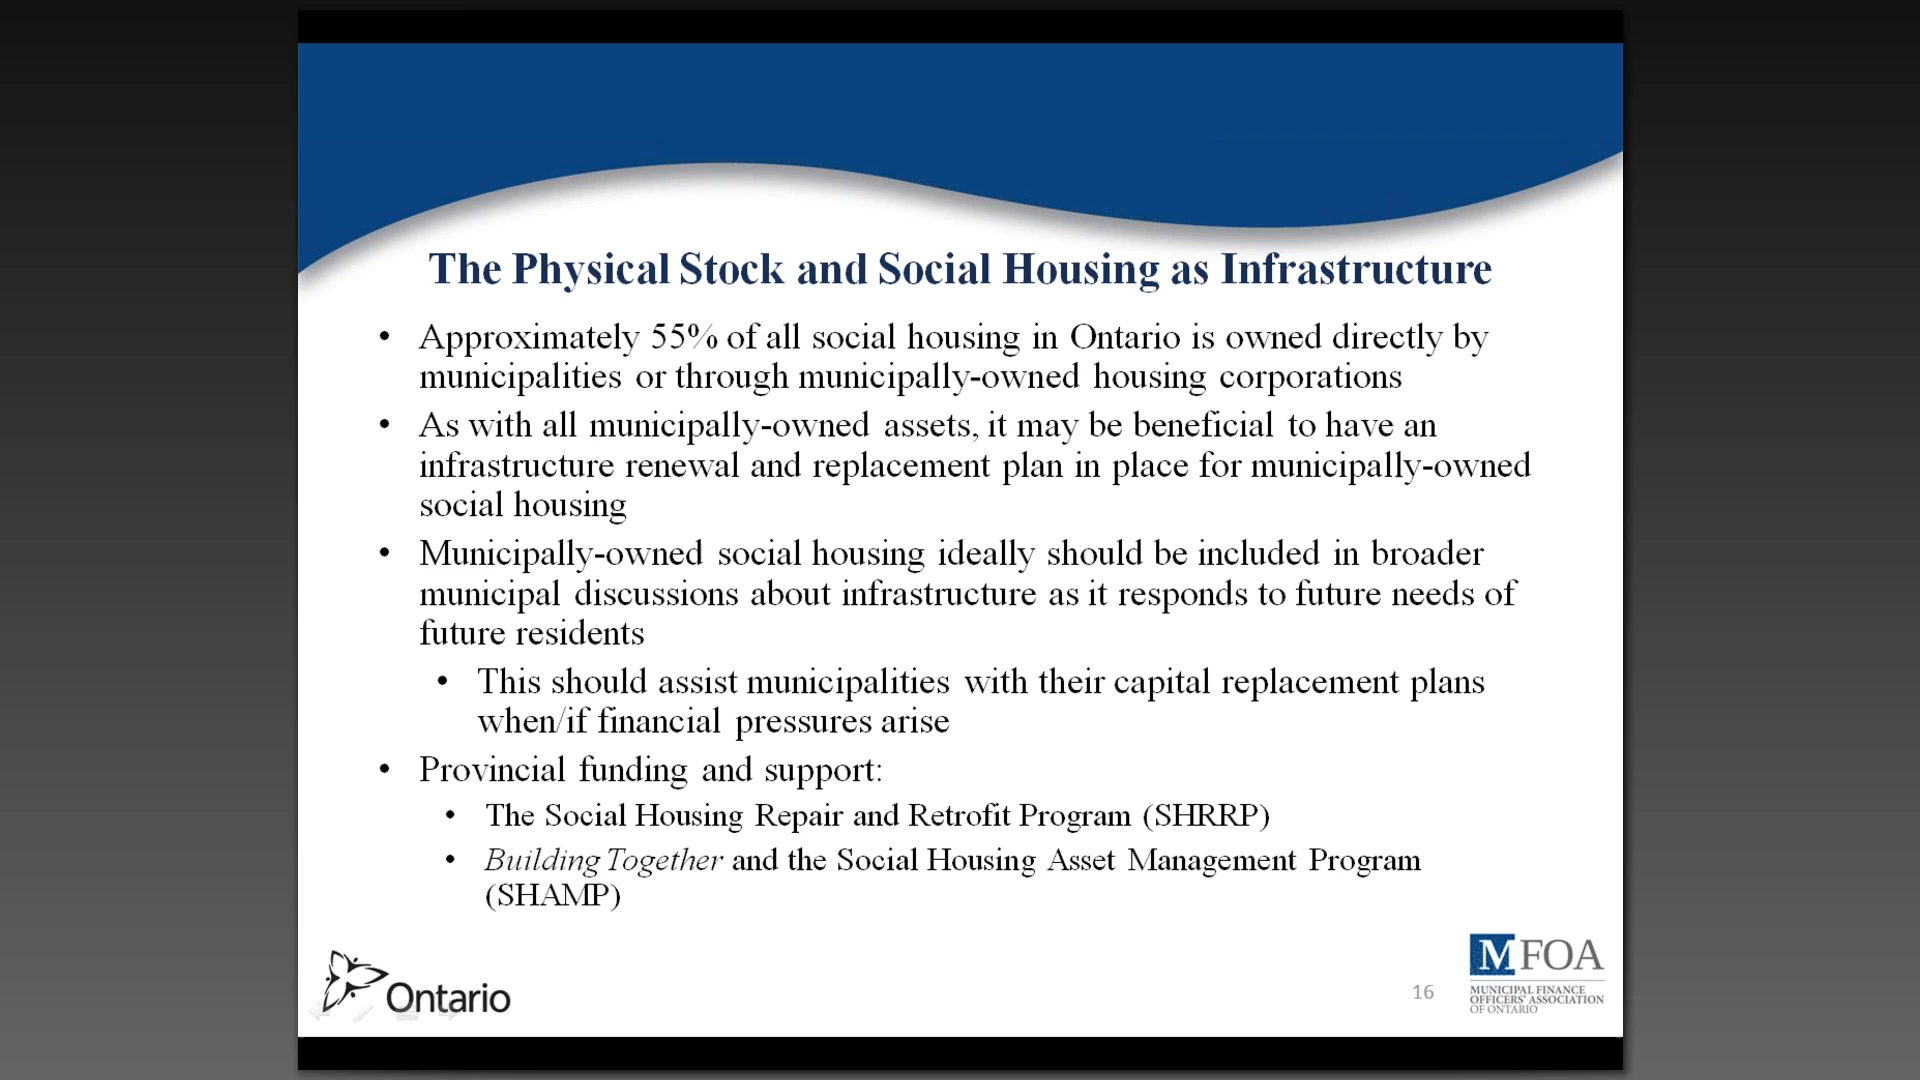 The Physical Stock and Social Housing as Infrastructure
• Approximately 55% of all social housing in Ontario is owned directly by
municipalities or through municipally-owned housing corporations
• As with all municipally-owned assets, it may be beneficial to have an
infrastructure renewal and replacement plan in place for municipally-owned
social housing
• Municipally-owned social housing ideally should be included in broader
municipal discussions about infrastructure as it responds to future needs of
future residents
• This should assist municipalities with their capital replacement plans
when/if financial pressures arise
• Provincial funding and support:
• The Social Housing Repair and Retrofit Program (SHRRP)
• Building Together and the Social Housing Asset Management Program
(SHAMP)
Ontario
16
MFOA
MUNICIPAL FINANCE
OFFICERS' ASSOCIATION
OF ONTARIO